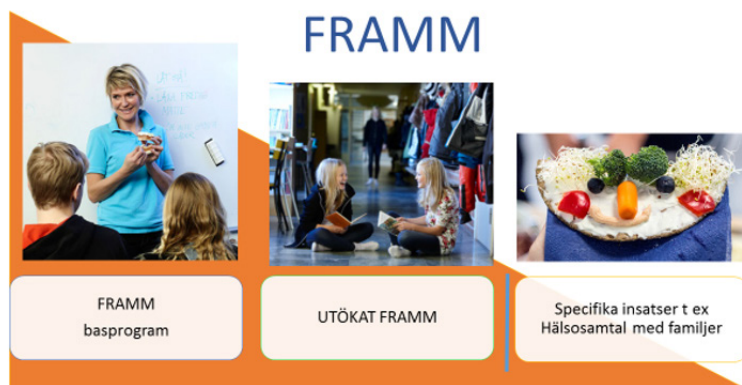 FRAMM
FRAMM
basprogram
UTÖKAT FRAMM
Specifika insatser t ex
Hälsosamtal med familjer